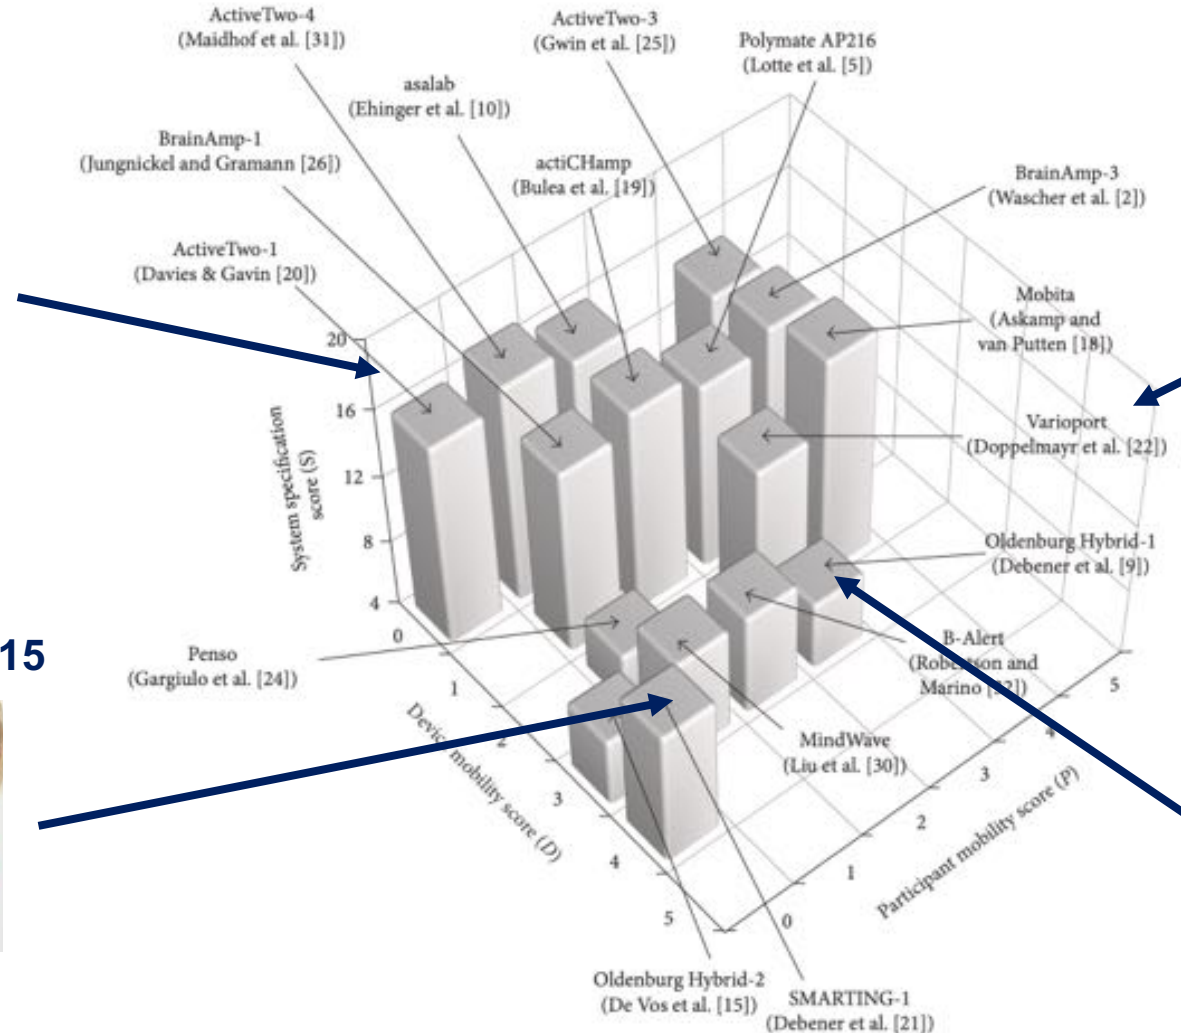 ActiveTwo-4
(Maidhof et al. [31])
ActiveTwo-3
(Gwin et al. [25])
Polymate AP216
(Lotte et al. [5])
asalab
(Ehinger et al. [10])
BrainAmp-1
(Jungnickel and Gramann [26])
actiCHamp
(Bulea et al. [19])
BrainAmp-3
(Wascher et al. [2])
ActiveTwo-1
(Davies & Gavin [20])
Mobita
(Askamp and
van Putten [18])
Varioport
(Doppelmayr et al. [22])
Oldenburg Hybrid-1
(Debener et al. [9])
B-Alert
(Robertson and
Marino
20
16
12
8
4
System specification
score (S)
15
Penso
(Gargiulo et al. [24])
0
1
2
3
4
5
Device mobility score (D)
MindWave
(Liu et al. [30])
5
4
3
2
1
0
Participant mobility score (P)
Oldenburg Hybrid-2
(De Vos et al. [15])
SMARTING-1
(Debener et al. [21])